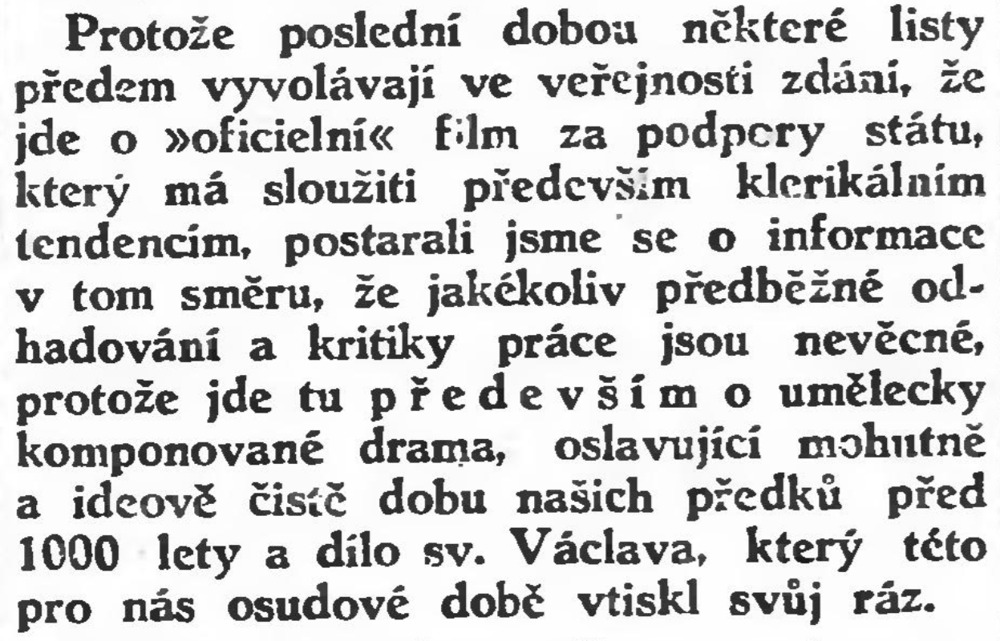 Protože poslední dobou některé listy
předem vyvolávají ve veřejnosti zdání, že
jde o »oficielní« film za podpory státu,
který má sloužiti především klerikálním
tendencím, postarali jsme se o informace
v tom směru, že jakékoliv předběžné od-
hadování a kritiky práce jsou nevěcné,
protože jde tu především o umělecky
komponované drama, oslavující mohutně
a ideově čistě dobu našich předků před
1000 lety a dílo sv. Václava, který této
pro nás osudové době vtiskl svůj ráz.